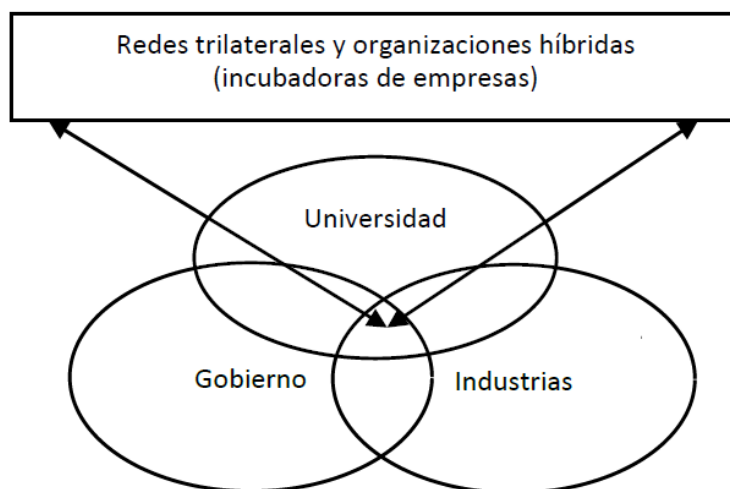 Redes trilaterales y organizaciones híbridas
(incubadoras de empresas)
Universidad
Gobierno
Industrias